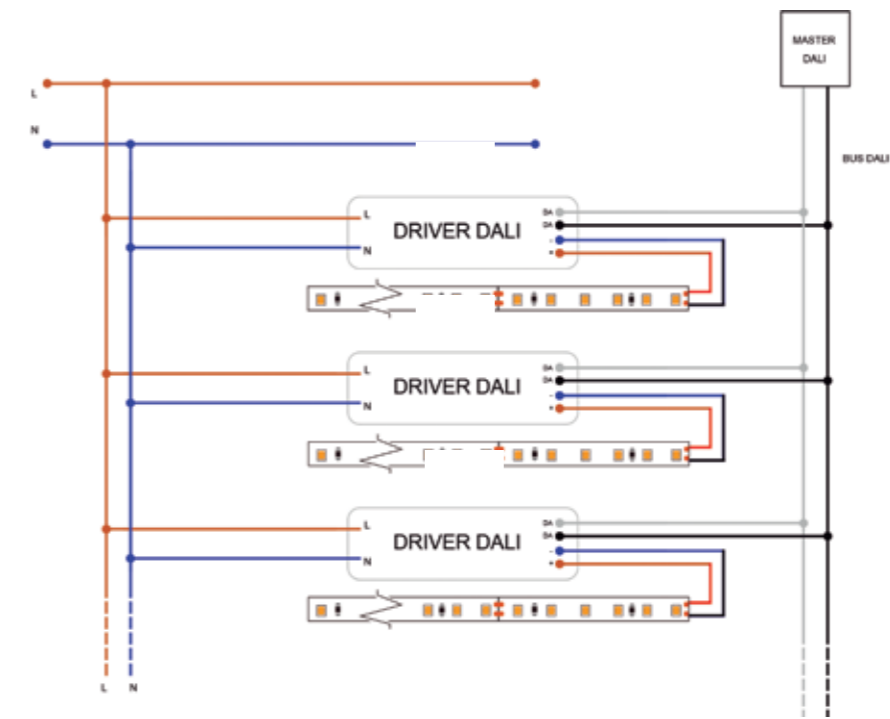 MASTER
DALI
L
N
BUS DALI
L
DRIVER DALI
N
DA
DA
-
+
L
DRIVER DALI
N
DA
DA
-
+
L
DRIVER DALI
N
DA
DA
-
+
L N